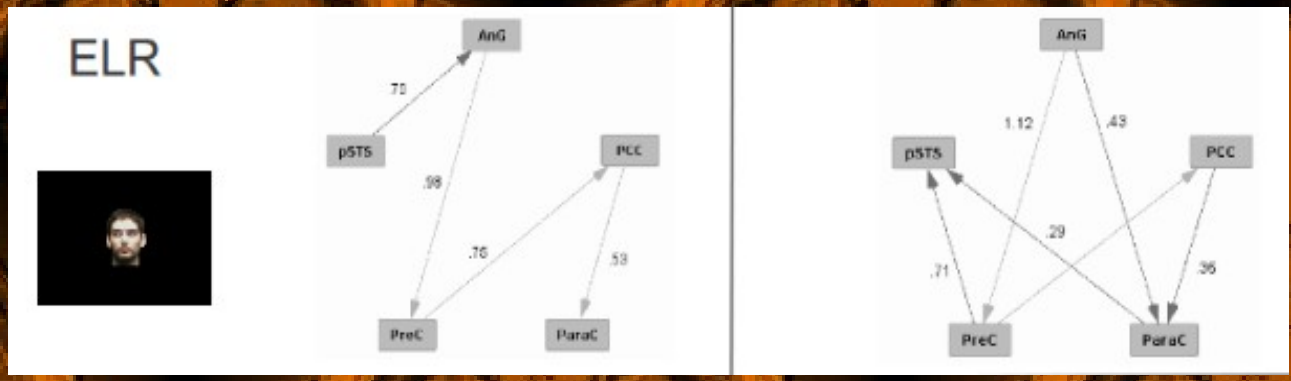 ELR
AnG
.70
pSTS
PCC
.98
.75
.53
PreC
ParaC
AnG
1.12
.43
pSTS
PCC
.29
.71
.36
PreC
ParaC